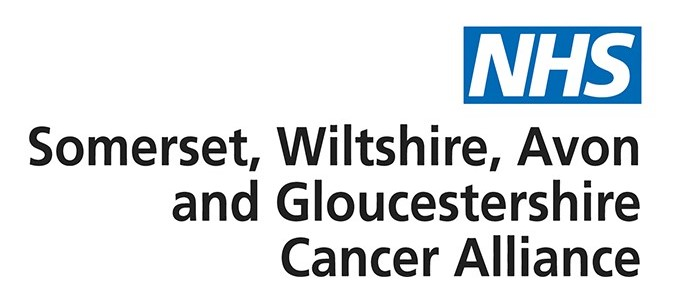 NHS
Somerset, Wiltshire, Avon
and Gloucestershire
Cancer Alliance